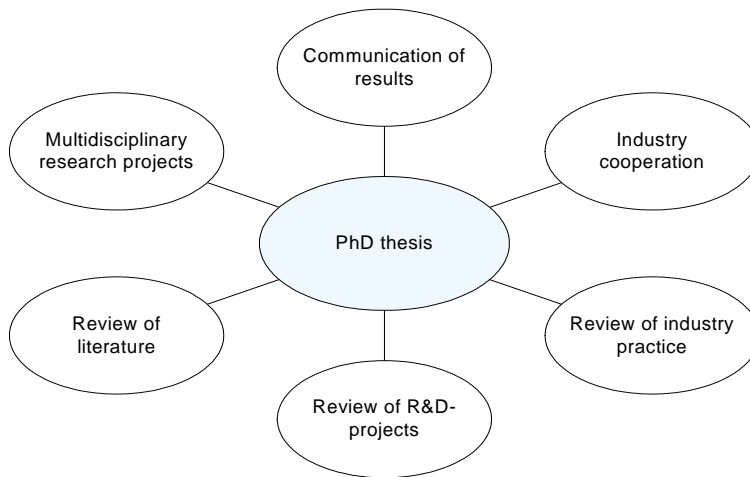 Communication of
results
Multidisciplinary
research projects
Industry
cooperation
PhD thesis
Review of
literature
Review of industry
practice
Review of R&D-
projects